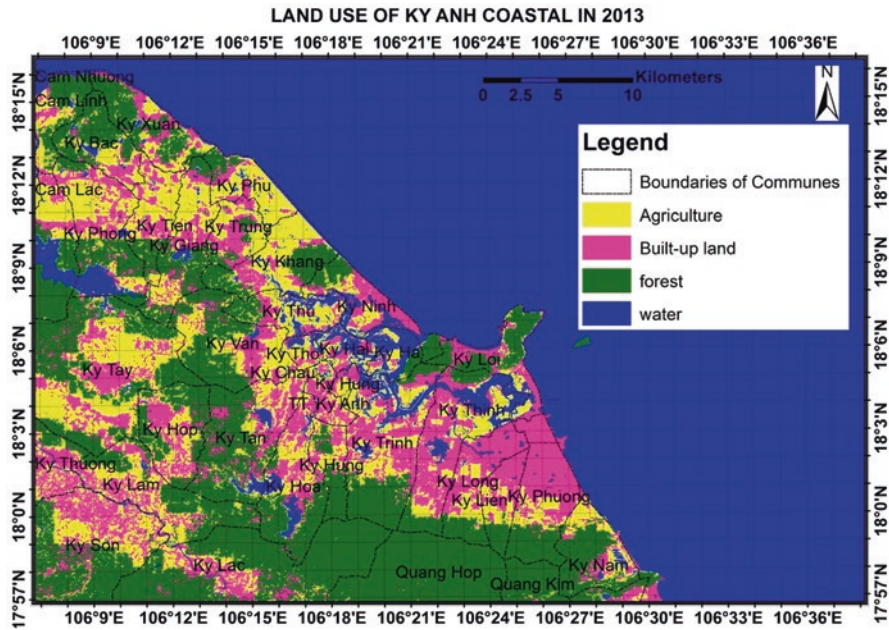 LAND USE OF KY ANH COASTAL IN 2013
106°9'E 106°12'E 106°15'E 106°18'E 106°21'E 106°24'E 106°27'E 106°30'E 106°33'E 106°36'E
Kilometers
0 2.5 5 10
N
Legend
Boundaries of Communes
Agriculture
Built-up land
forest
water
18°15'N
18°12'N
18°9'N
18°6'N
18°3'N
18°0'N
17°57'N
18°15'N
18°12'N
18°9'N
18°6'N
18°3'N
18°0'N
17°57'N
Cam Nhuong
Cam Linh
Ky Xuan
Ky Bac
Cam Lac
Ky Phu
Ky Phong
Ky Tien
Ky Trung
Ky Giang
Ky Khang
Ky Thu
Ky Ninh
Ky Van
Ky Tho
Ky Hai
Ky Ha
Ky Loi
Ky Tay
Ky Chau
Ky Hung
TT. Ky Anh
Ky Thinh
Ky Hop
Ky Tan
Ky Trinh
Ky Thuong
Ky Hung
Ky Lam
Ky Hoa
Ky Long
Ky Lien
Ky Phuong
Ky Son
Ky Lac
Quang Hop
Quang Kim
Ky Nam
106°9'E 106°12'E 106°15'E 106°18'E 106°21'E 106°24'E 106°27'E 106°30'E 106°33'E 106°36'E